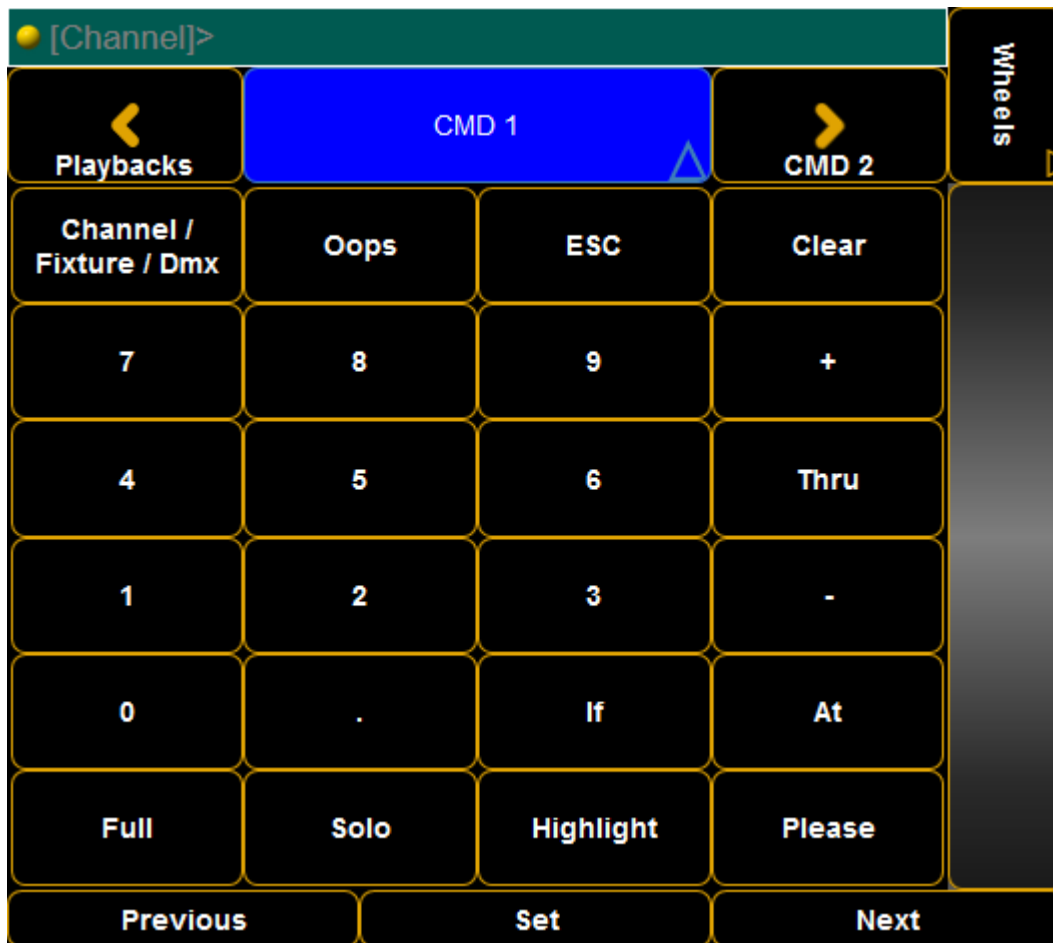 [Channel]>
Wheels
Playbacks
CMD 1
CMD 2
Channel /
Fixture / Dmx
Oops
ESC
Clear
7
8
9
+
4
5
6
Thru
1
2
3
-
0
.
If
At
Full
Solo
Highlight
Please
Previous
Set
Next